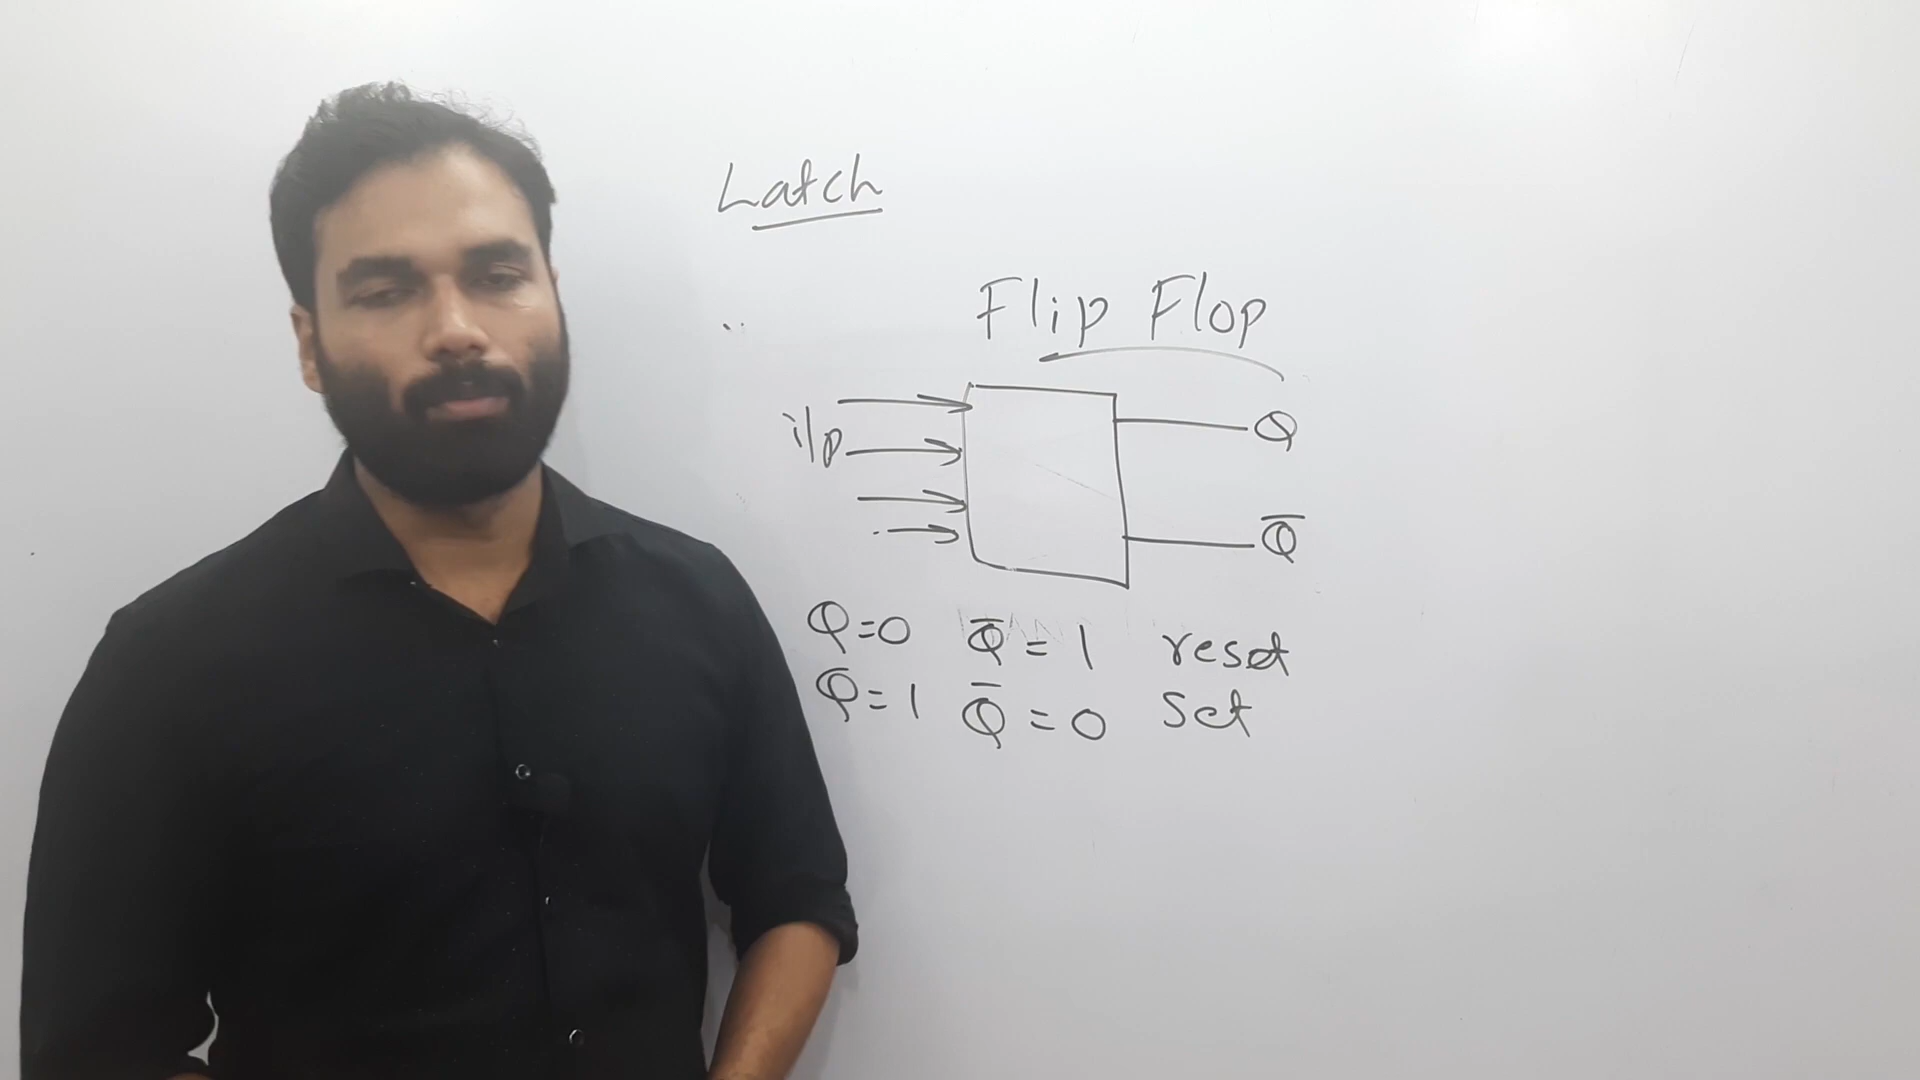 Latch
Flip Flop
i/p
Q
Q̅
Q=0 Q̅ = 1 reset
Q=1 Q̅ = 0 Set